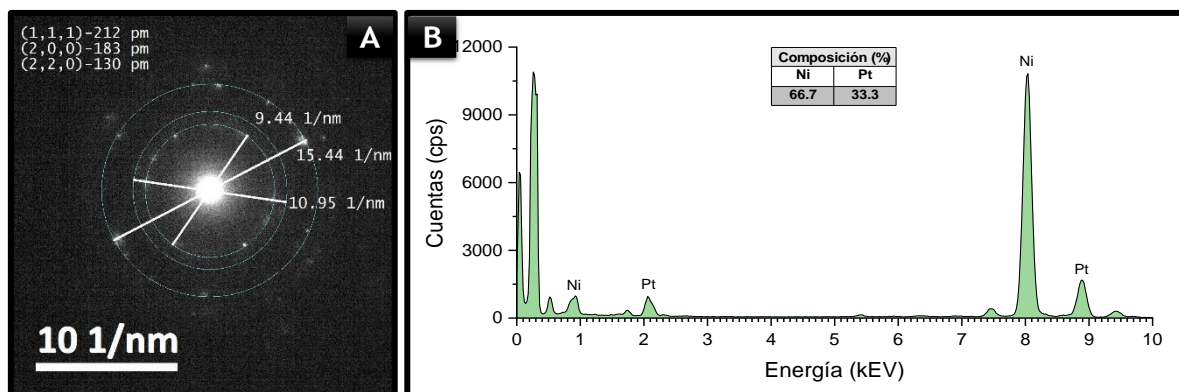 (1,1,1)-212 pm
(2,0,0)-183 pm
(2,2,0)-130 pm
A
9.44 1/nm
15.44 1/nm
10.95 1/nm
10 1/nm
B
12000
9000
6000
3000
0
Cuentas (cps)
Composición (%)
Ni Pt
66.7 33.3
Ni
Pt
Ni
Pt
0 1 2 3 4 5 6 7 8 9 10
Energía (kEV)